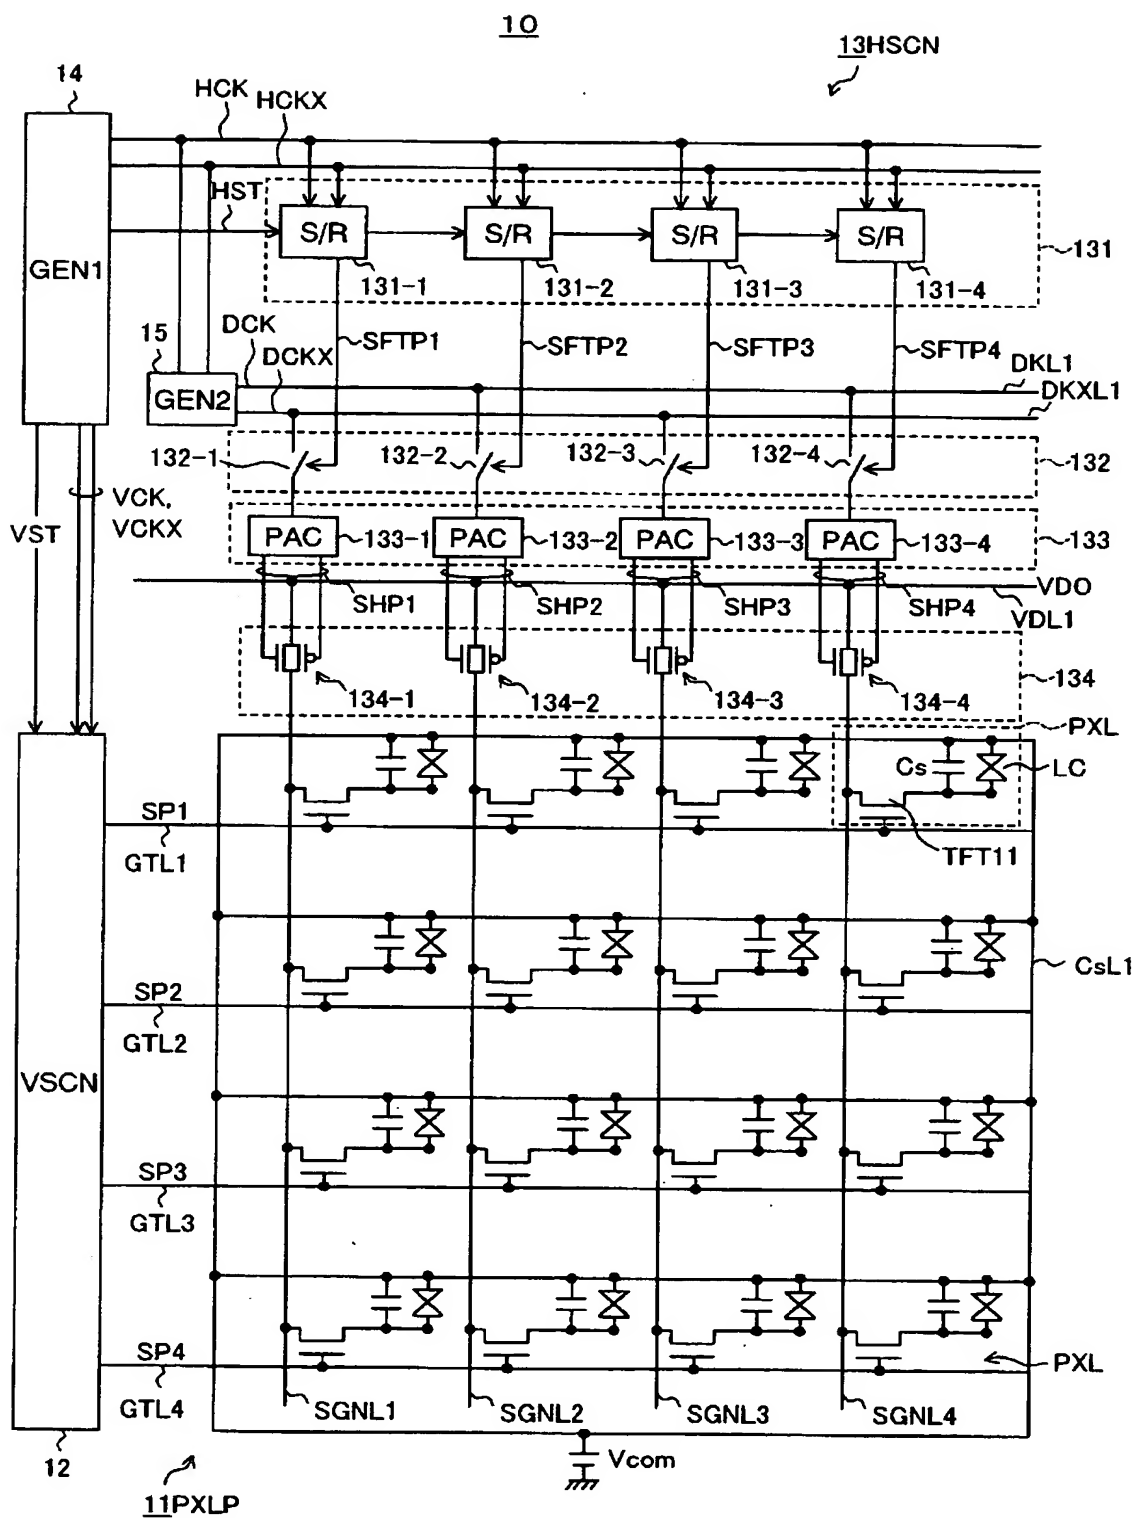 10
13HSCN
14
HCK
HCKX
HST
GEN1
S/R
S/R
S/R
S/R
131
131-1
131-2
131-3
131-4
15
DCK
DCKX
SFTP1
SFTP2
SFTP3
SFTP4
DKL1
DKXL1
GEN2
132-1
132-2
132-3
132-4
132
VCK,
VCKX
VST
PAC
133-1
PAC
133-2
PAC
133-3
PAC
133-4
133
SHP1
SHP2
SHP3
SHP4
VDO
VDL1
134-1
134-2
134-3
134-4
134
PXL
Cs
LC
SP1
GTL1
TFT11
CsL1
SP2
GTL2
VSCN
SP3
GTL3
SP4
GTL4
PXL
SGNL1
SGNL2
SGNL3
SGNL4
12
Vcom
11PXLP